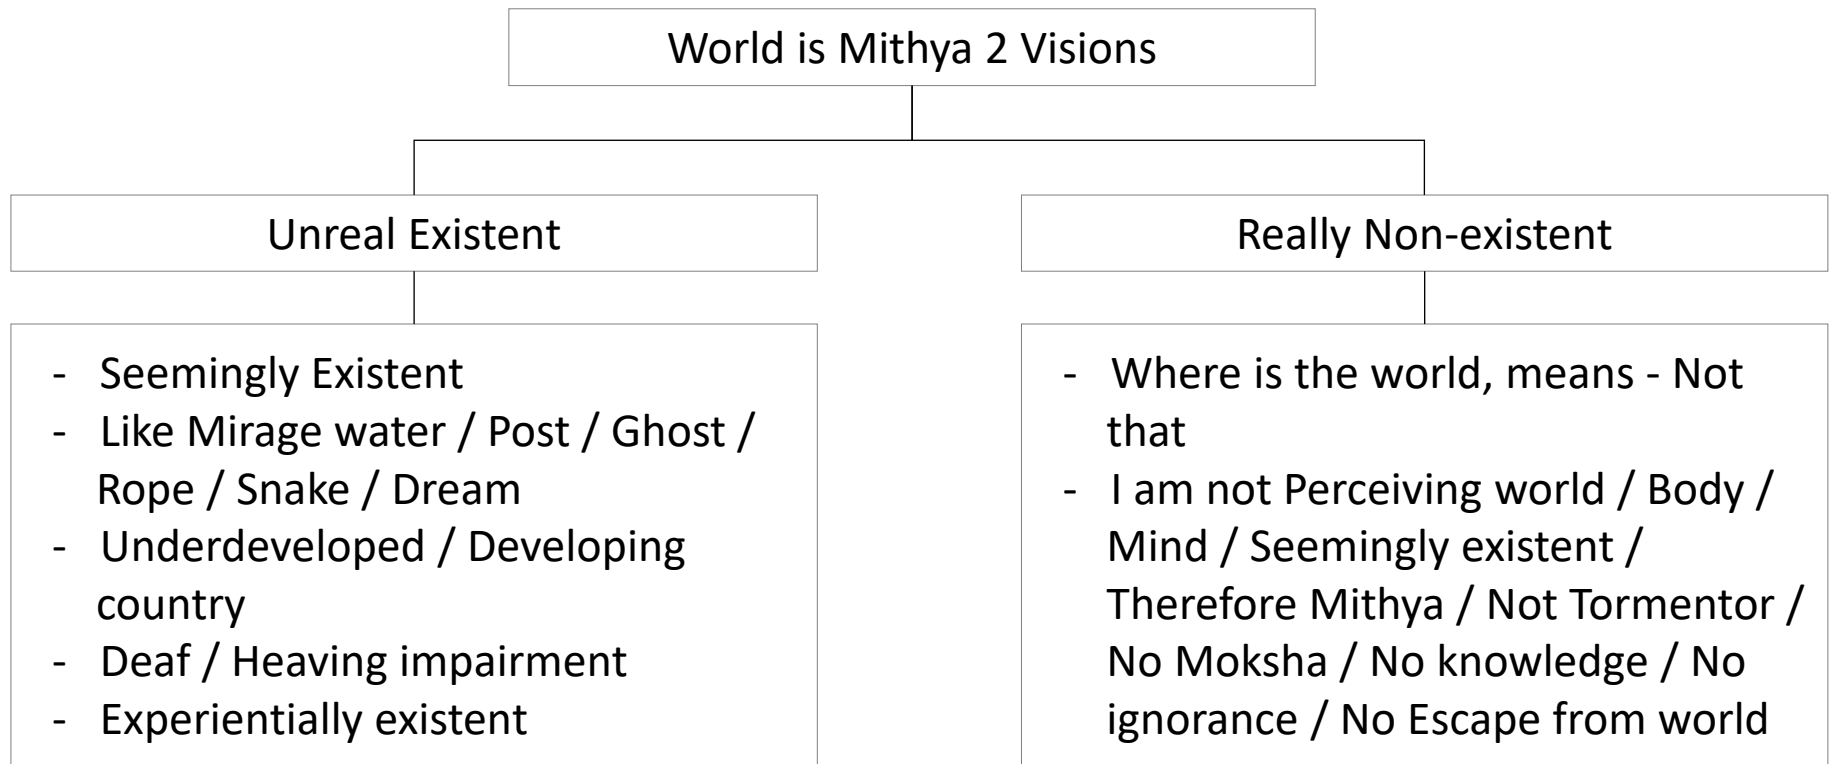 World is Mithya 2 Visions
Unreal Existent
- Seemingly Existent
- Like Mirage water / Post / Ghost /
Rope / Snake / Dream
- Underdeveloped / Developing
country
- Deaf / Heaving impairment
- Experientially existent
Really Non-existent
- Where is the world, means - Not
that
- I am not Perceiving world / Body /
Mind / Seemingly existent /
Therefore Mithya / Not Tormentor /
No Moksha / No knowledge / No
ignorance / No Escape from world